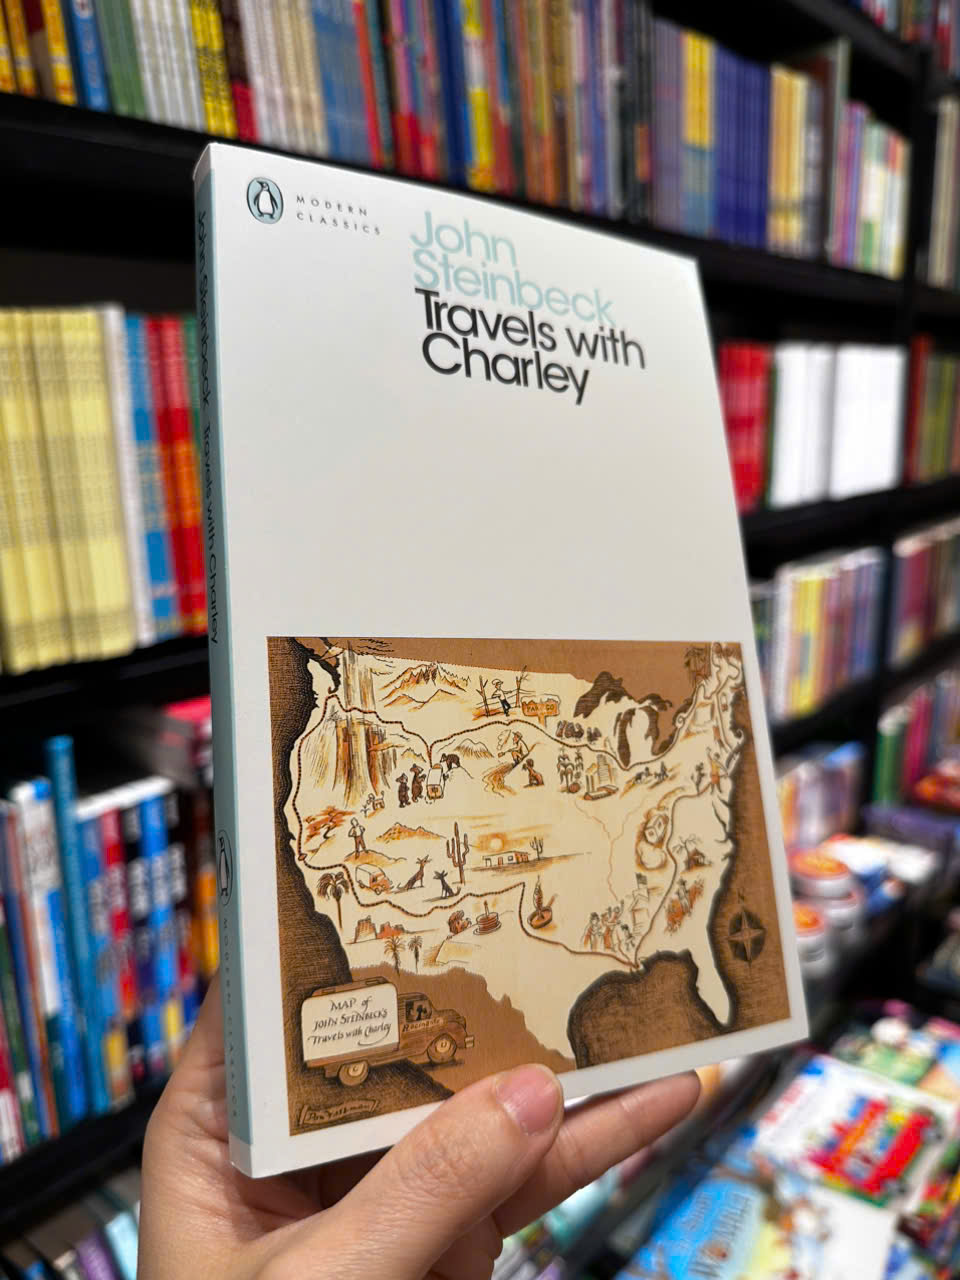 MODERN
CLASSICS
John
Steinbeck
Travels with
Charley
John Steinbeck Travels with Charley
MODERN CLASSICS
FARGO
MAP of
JOHN STEINBECK'S
Travels with Charley
Rocinante